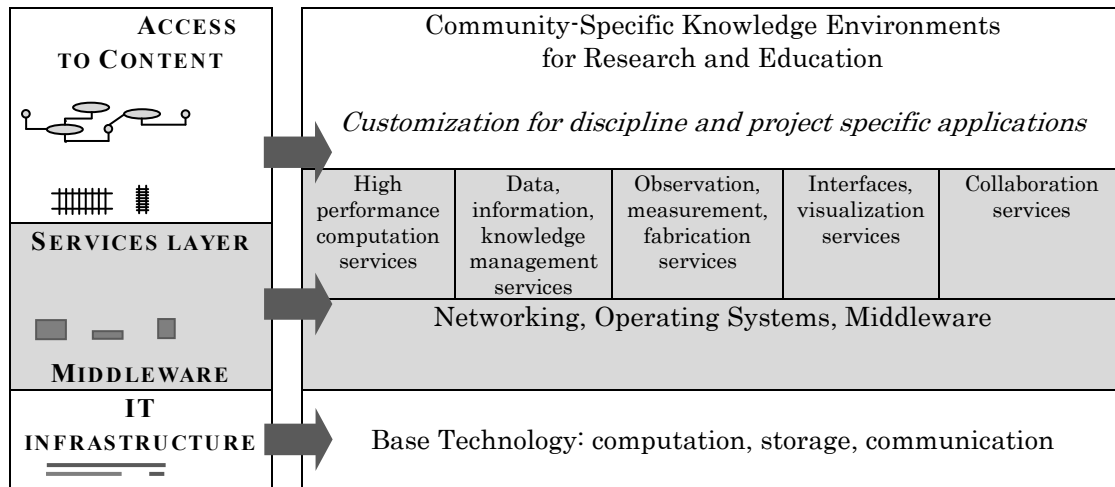 ACCESS
TO CONTENT
SERVICES LAYER
MIDDLEWARE
IT
INFRASTRUCTURE
Community-Specific Knowledge Environments
for Research and Education
Customization for discipline and project specific applications
High
performance
computation
services
Data,
information,
knowledge
management
services
Observation,
measurement,
fabrication
services
Interfaces,
visualization
services
Collaboration
services
Networking, Operating Systems, Middleware
Base Technology: computation, storage, communication